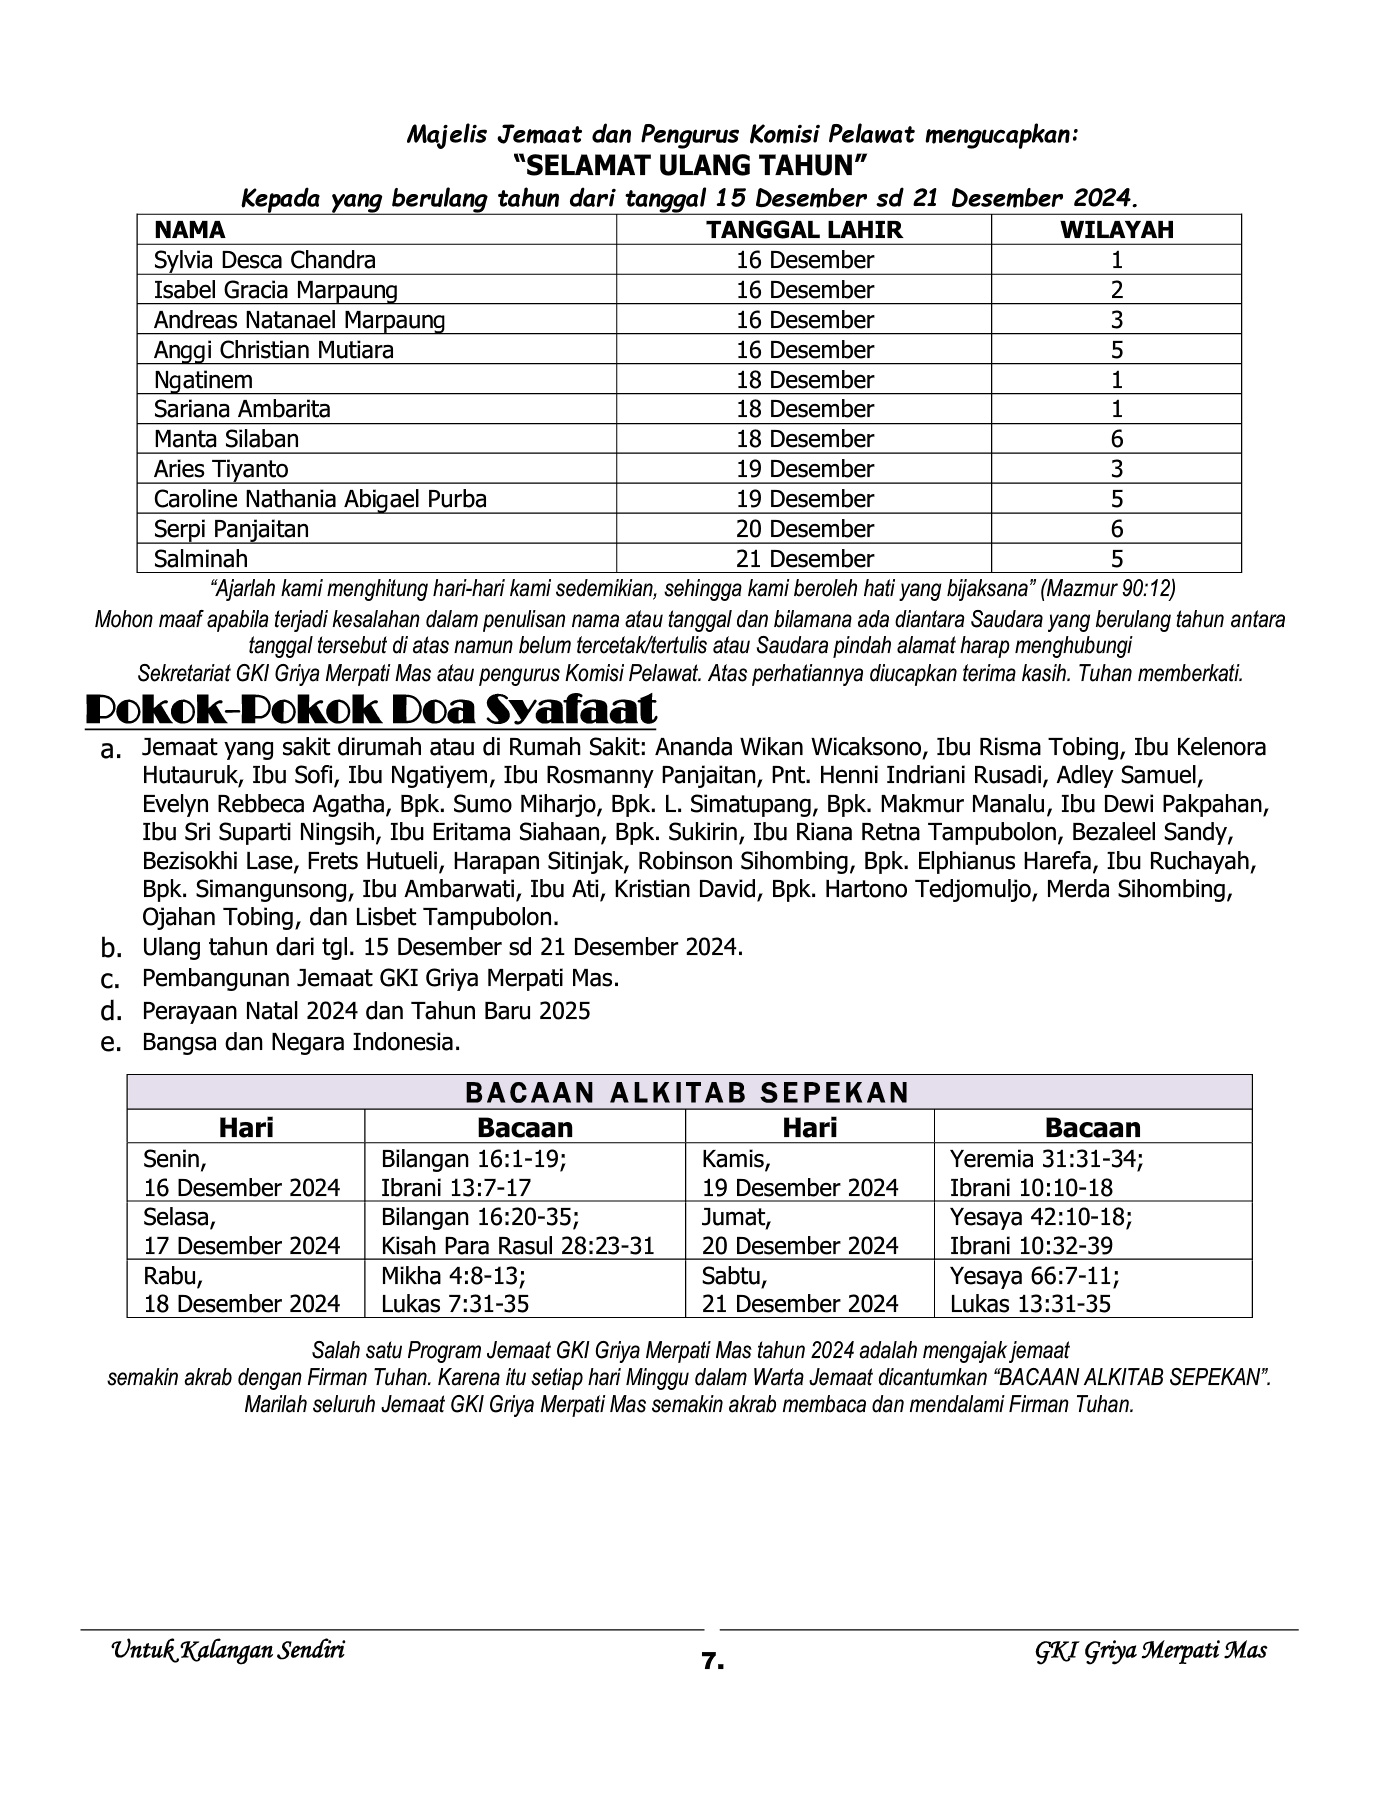 Majelis Jemaat dan Pengurus Komisi Pelawat mengucapkan:
“SELAMAT ULANG TAHUN”
Kepada yang berulang tahun dari tanggal 15 Desember sd 21 Desember 2024.
NAMA TANGGAL LAHIR WILAYAH
Sylvia Desca Chandra 16 Desember 1
Isabel Gracia Marpaung 16 Desember 2
Andreas Natanael Marpaung 16 Desember 3
Anggi Christian Mutiara 16 Desember 5
Ngatinem 18 Desember 1
Sariana Ambarita 18 Desember 1
Manta Silaban 18 Desember 6
Aries Tiyanto 19 Desember 3
Caroline Nathania Abigael Purba 19 Desember 5
Serpi Panjaitan 20 Desember 6
Salminah 21 Desember 5
“Ajarlah kami menghitung hari-hari kami sedemikian, sehingga kami beroleh hati yang bijaksana” (Mazmur 90:12)
Mohon maaf apabila terjadi kesalahan dalam penulisan nama atau tanggal dan bilamana ada diantara Saudara yang berulang tahun antara
tanggal tersebut di atas namun belum tercetak/tertulis atau Saudara pindah alamat harap menghubungi
Sekretariat GKI Griya Merpati Mas atau pengurus Komisi Pelawat. Atas perhatiannya diucapkan terima kasih. Tuhan memberkati.
Pokok-Pokok Doa Syafaat
a. Jemaat yang sakit dirumah atau di Rumah Sakit: Ananda Wikan Wicaksono, Ibu Risma Tobing, Ibu Kelenora
Hutauruk, Ibu Sofi, Ibu Ngatiyem, Ibu Rosmanny Panjaitan, Pnt. Henni Indriani Rusadi, Adley Samuel,
Evelyn Rebbeca Agatha, Bpk. Sumo Miharjo, Bpk. L. Simatupang, Bpk. Makmur Manalu, Ibu Dewi Pakpahan,
Ibu Sri Suparti Ningsih, Ibu Eritama Siahaan, Bpk. Sukirin, Ibu Riana Retna Tampubolon, Bezaleel Sandy,
Bezisokhi Lase, Frets Hutueli, Harapan Sitinjak, Robinson Sihombing, Bpk. Elphianus Harefa, Ibu Ruchayah,
Bpk. Simangunsong, Ibu Ambarwati, Ibu Ati, Kristian David, Bpk. Hartono Tedjomuljo, Merda Sihombing,
Ojahan Tobing, dan Lisbet Tampubolon.
b. Ulang tahun dari tgl. 15 Desember sd 21 Desember 2024.
c. Pembangunan Jemaat GKI Griya Merpati Mas.
d. Perayaan Natal 2024 dan Tahun Baru 2025
e. Bangsa dan Negara Indonesia.
BACAAN ALKITAB SEPEKAN
Hari Bacaan Hari Bacaan
Senin, Bilangan 16:1-19; Kamis, Yeremia 31:31-34;
16 Desember 2024 Ibrani 13:7-17 19 Desember 2024 Ibrani 10:10-18
Selasa, Bilangan 16:20-35; Jumat, Yesaya 42:10-18;
17 Desember 2024 Kisah Para Rasul 28:23-31 20 Desember 2024 Ibrani 10:32-39
Rabu, Mikha 4:8-13; Sabtu, Yesaya 66:7-11;
18 Desember 2024 Lukas 7:31-35 21 Desember 2024 Lukas 13:31-35
Salah satu Program Jemaat GKI Griya Merpati Mas tahun 2024 adalah mengajak jemaat
semakin akrab dengan Firman Tuhan. Karena itu setiap hari Minggu dalam Warta Jemaat dicantumkan “BACAAN ALKITAB SEPEKAN”.
Marilah seluruh Jemaat GKI Griya Merpati Mas semakin akrab membaca dan mendalami Firman Tuhan.
Untuk Kalangan Sendiri 7. GKI Griya Merpati Mas